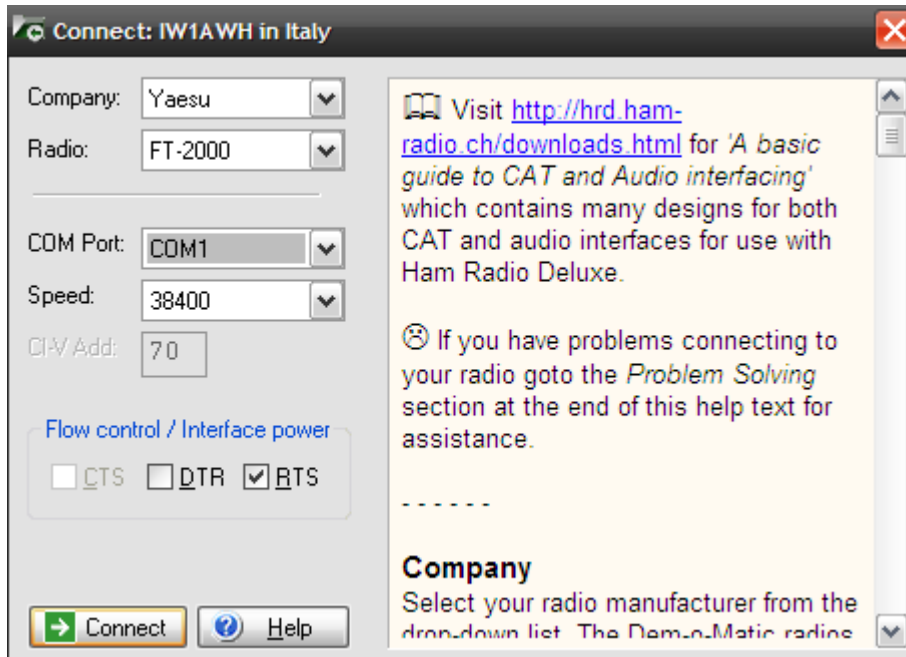 Connect: IW1AWH in Italy
Company: Yaesu
Radio: FT-2000
COM Port: COM1
Speed: 38400
CI-V Add: 70
Flow control / Interface power
CTS DTR RTS
Connect Help
Visit http://hrd.ham-
radio.ch/downloads.html for 'A basic
guide to CAT and Audio interfacing'
which contains many designs for both
CAT and audio interfaces for use with
Ham Radio Deluxe.
If you have problems connecting to
your radio goto the Problem Solving
section at the end of this help text for
assistance.
- - - - - -
Company
Select your radio manufacturer from the
drop-down list. The Dem-o-Matic radios